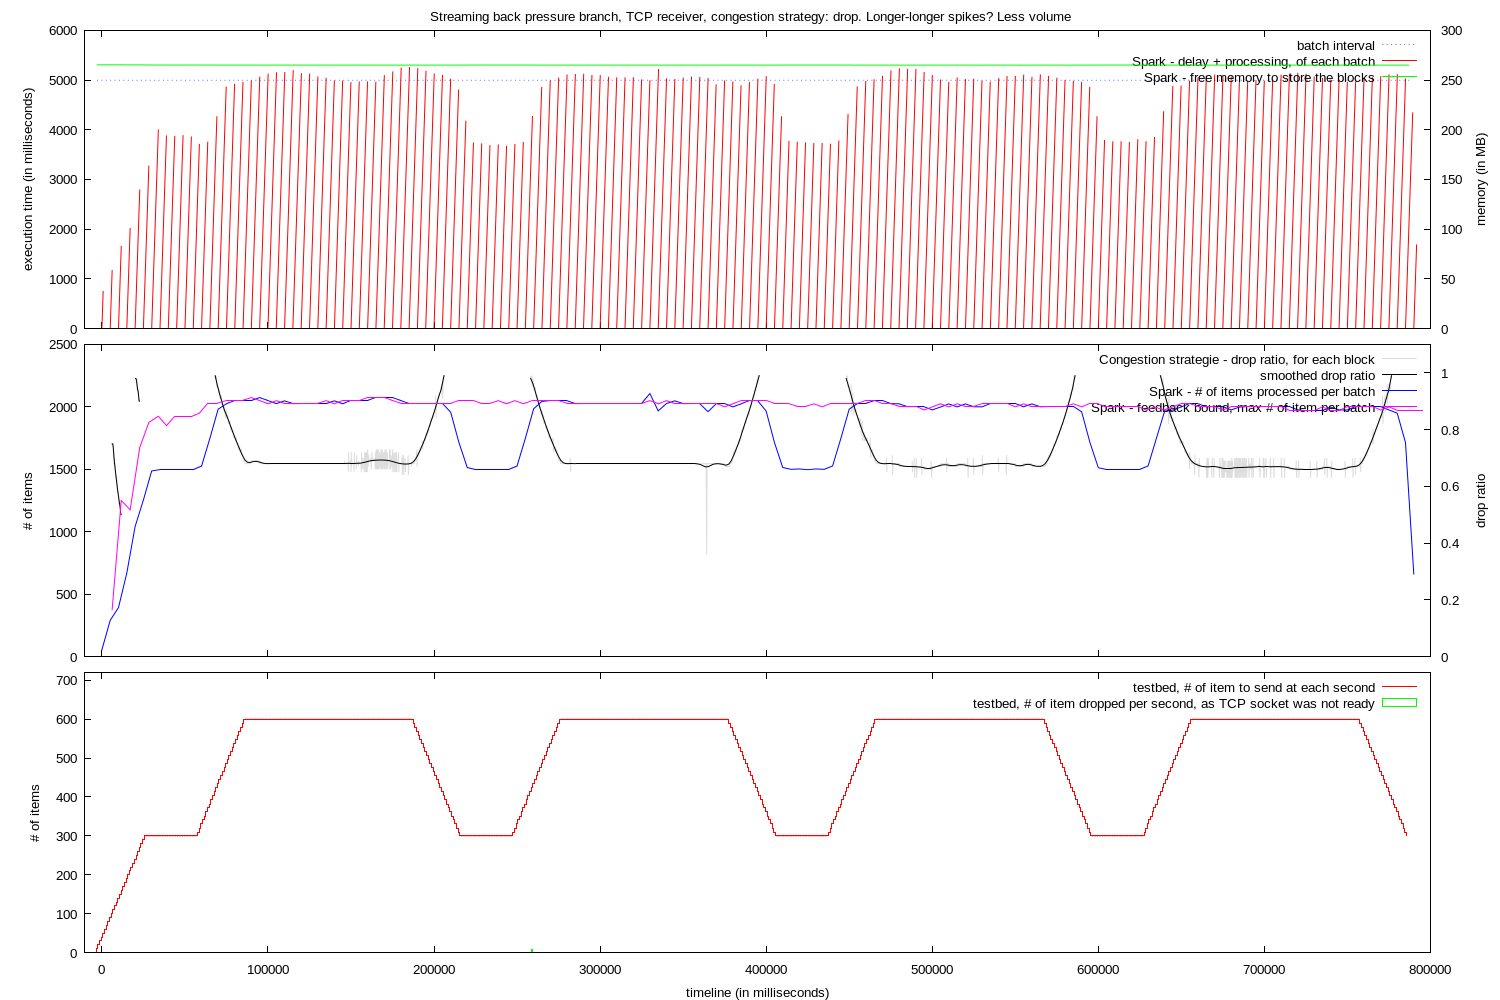 Streaming back pressure branch, TCP receiver, congestion strategy: drop. Longer-longer spikes? Less volume
6000
5000
4000
3000
2000
1000
0
execution time (in milliseconds)
300
250
200
150
100
50
0
memory (in MB)
batch interval
Spark - delay + processing, of each batch
Spark - free memory to store the blocks
2500
2000
1500
1000
500
0
# of items
1
0.8
0.6
0.4
0.2
0
drop ratio
Congestion strategie - drop ratio, for each block
smoothed drop ratio
Spark - # of items processed per batch
Spark - feedback bound, max # of item per batch
700
600
500
400
300
200
100
0
# of items
testbed, # of item to send at each second
testbed, # of item dropped per second, as TCP socket was not ready
0
100000
200000
300000
400000
500000
600000
700000
800000
timeline (in milliseconds)